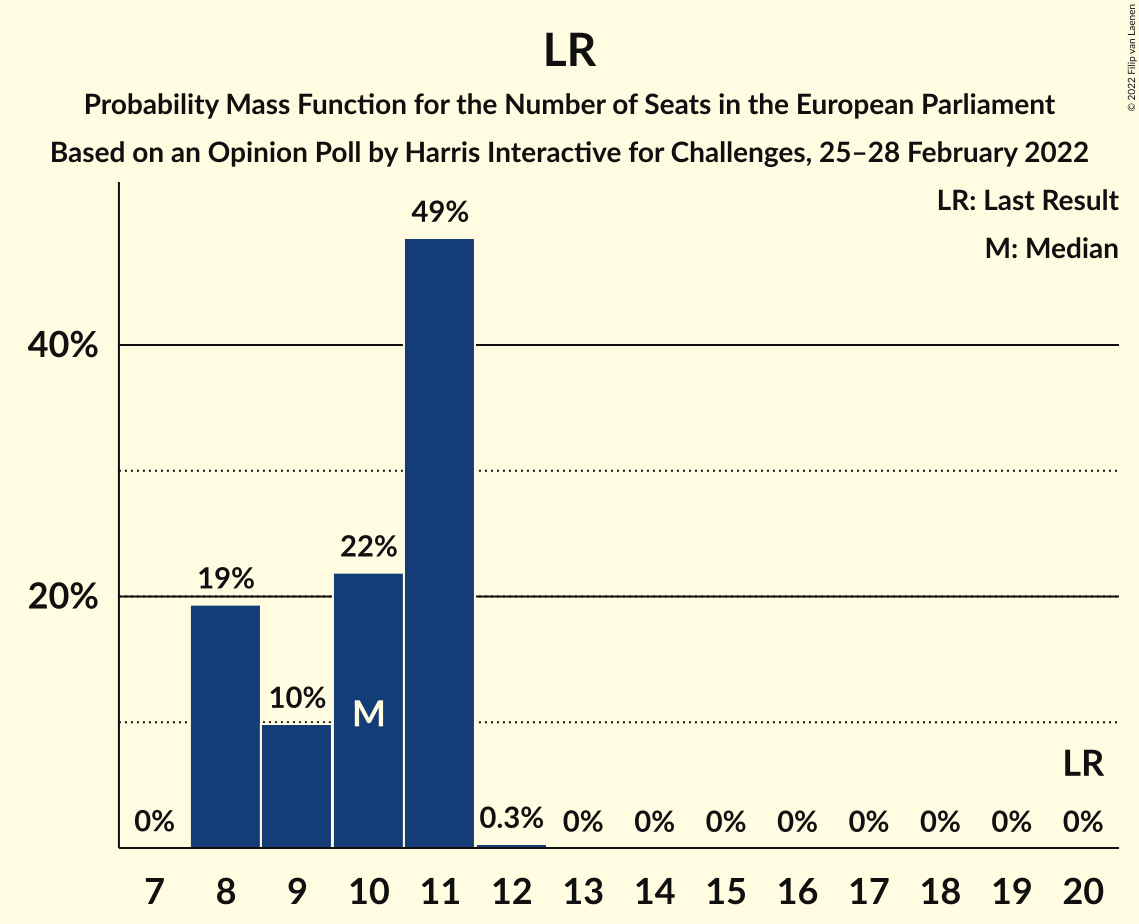 LR
Probability Mass Function for the Number of Seats in the European Parliament
Based on an Opinion Poll by Harris Interactive for Challenges, 25–28 February 2022
© 2022 Filip van Laenen
LR: Last Result
M: Median
49%
40%
22%
19%
20%
10%
M
LR
0%
0.3%
0%
0%
0%
0%
0%
0%
0%
0%
7 8 9 10 11 12 13 14 15 16 17 18 19 20